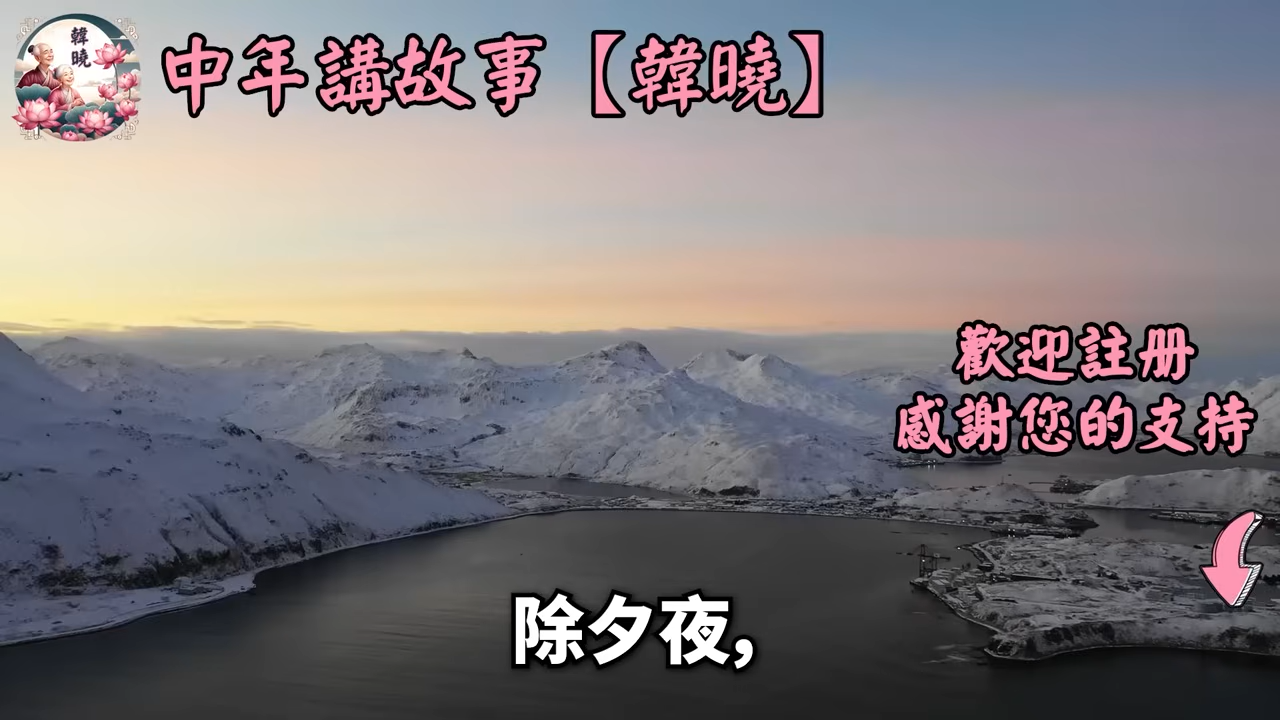 韓
曉
中年講故事【韓曉】
歡迎註册
感謝您的支持
除夕夜,